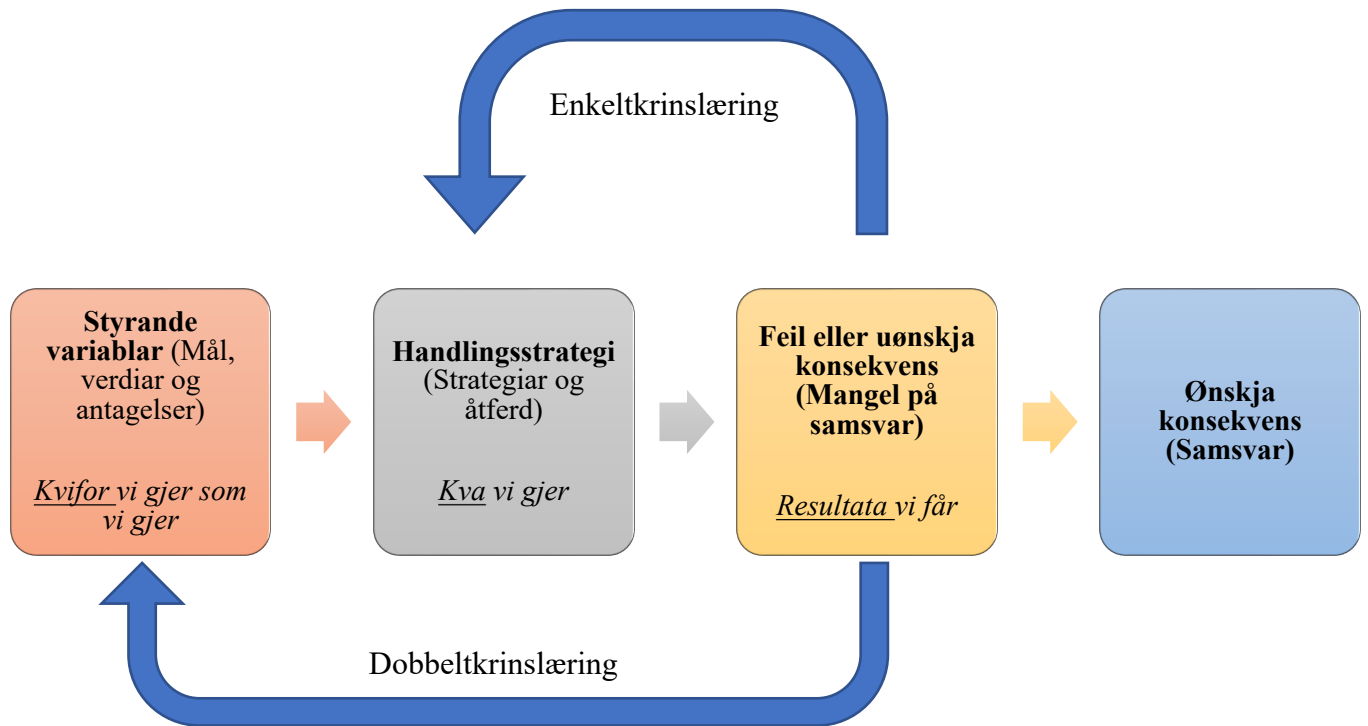 Enkeltkrinslæring
Styrande
variablar (Mål,
verdiar og
antagelser)
Kvifor vi gjer som
vi gjer
Handlingsstrategi
(Strategiar og
åtferd)
Kva vi gjer
Feil eller uønskja
konsekvens
(Mangel på
samsvar)
Resultata vi får
Ønskja
konsekvens
(Samsvar)
Dobbeltkrinslæring